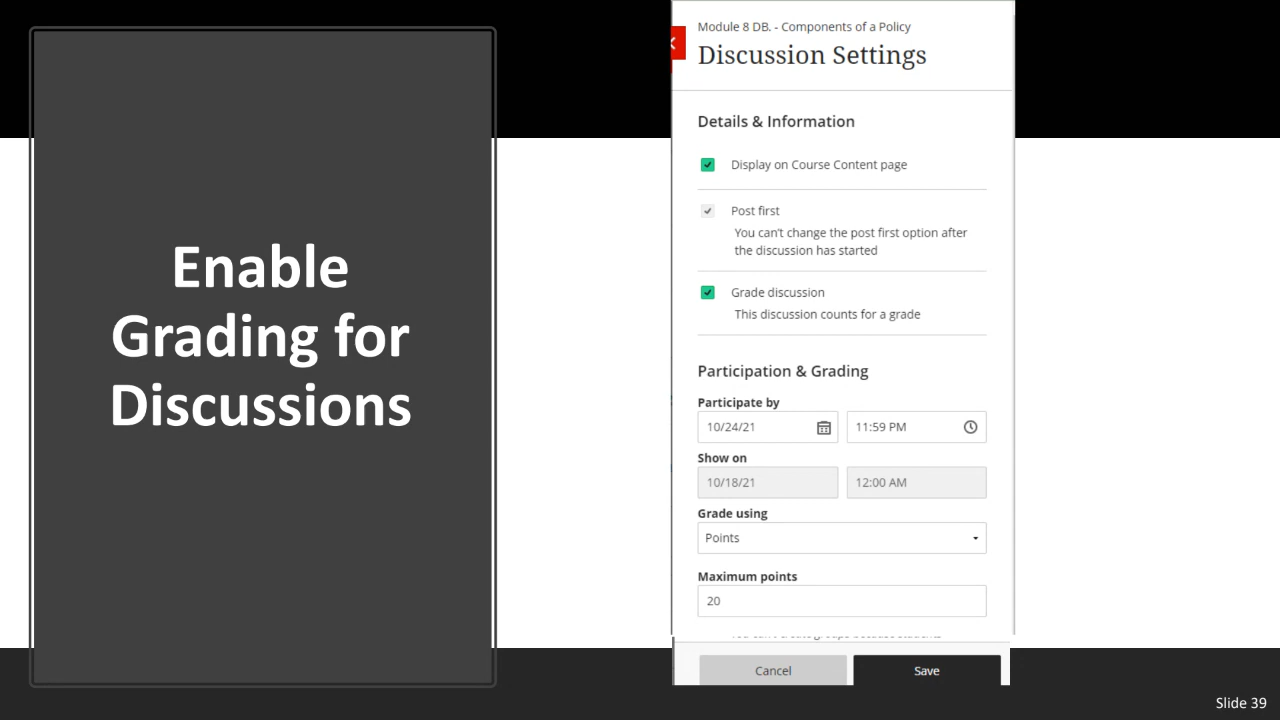 Enable
Grading for
Discussions
Module 8 DB. - Components of a Policy
Discussion Settings
Details & Information
Display on Course Content page
Post first
You can't change the post first option after
the discussion has started
Grade discussion
This discussion counts for a grade
Participation & Grading
Participate by
10/24/21 11:59 PM
Show on
10/18/21 12:00 AM
Grade using
Points
Maximum points
20
Cancel Save
Slide 39